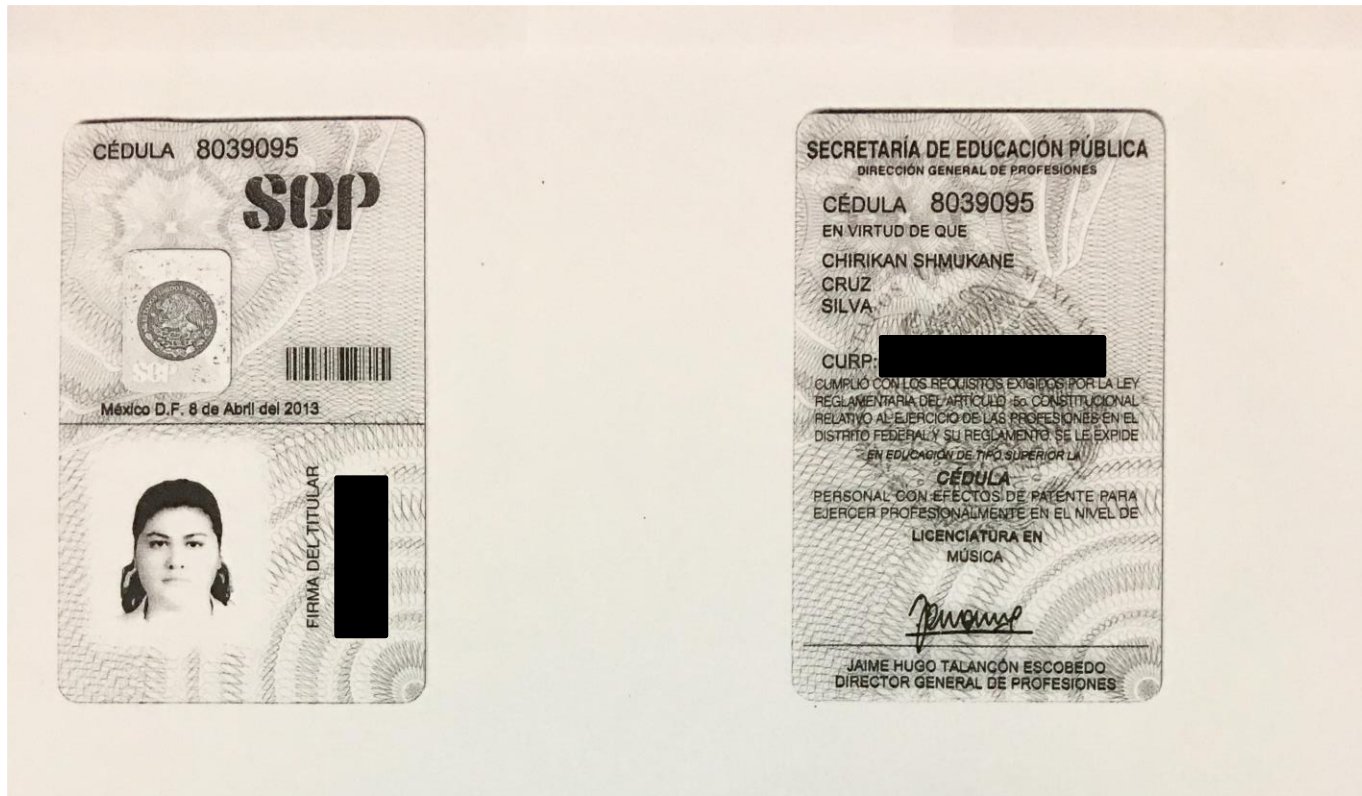 CÉDULA 8039095
SEP
ESTADOS UNIDOS MEXICANOS
SEP
México D.F. 8 de Abril del 2013
FIRMA DEL TITULAR
SECRETARÍA DE EDUCACIÓN PÚBLICA
DIRECCIÓN GENERAL DE PROFESIONES
CÉDULA 8039095
EN VIRTUD DE QUE
CHIRIKAN SHMUKANE
CRUZ
SILVA
CURP:
CUMPLIÓ CON LOS REQUISITOS EXIGIDOS POR LA LEY
REGLAMENTARIA DEL ARTÍCULO 5o. CONSTITUCIONAL
RELATIVO AL EJERCICIO DE LAS PROFESIONES EN EL
DISTRITO FEDERAL Y SU REGLAMENTO SE LE EXPIDE
EN EDUCACIÓN DE TIPO SUPERIOR LA
CÉDULA
PERSONAL CON EFECTOS DE PATENTE PARA
EJERCER PROFESIONALMENTE EN EL NIVEL DE
LICENCIATURA EN
MÚSICA
JAIME HUGO TALANCÓN ESCOBEDO
DIRECTOR GENERAL DE PROFESIONES